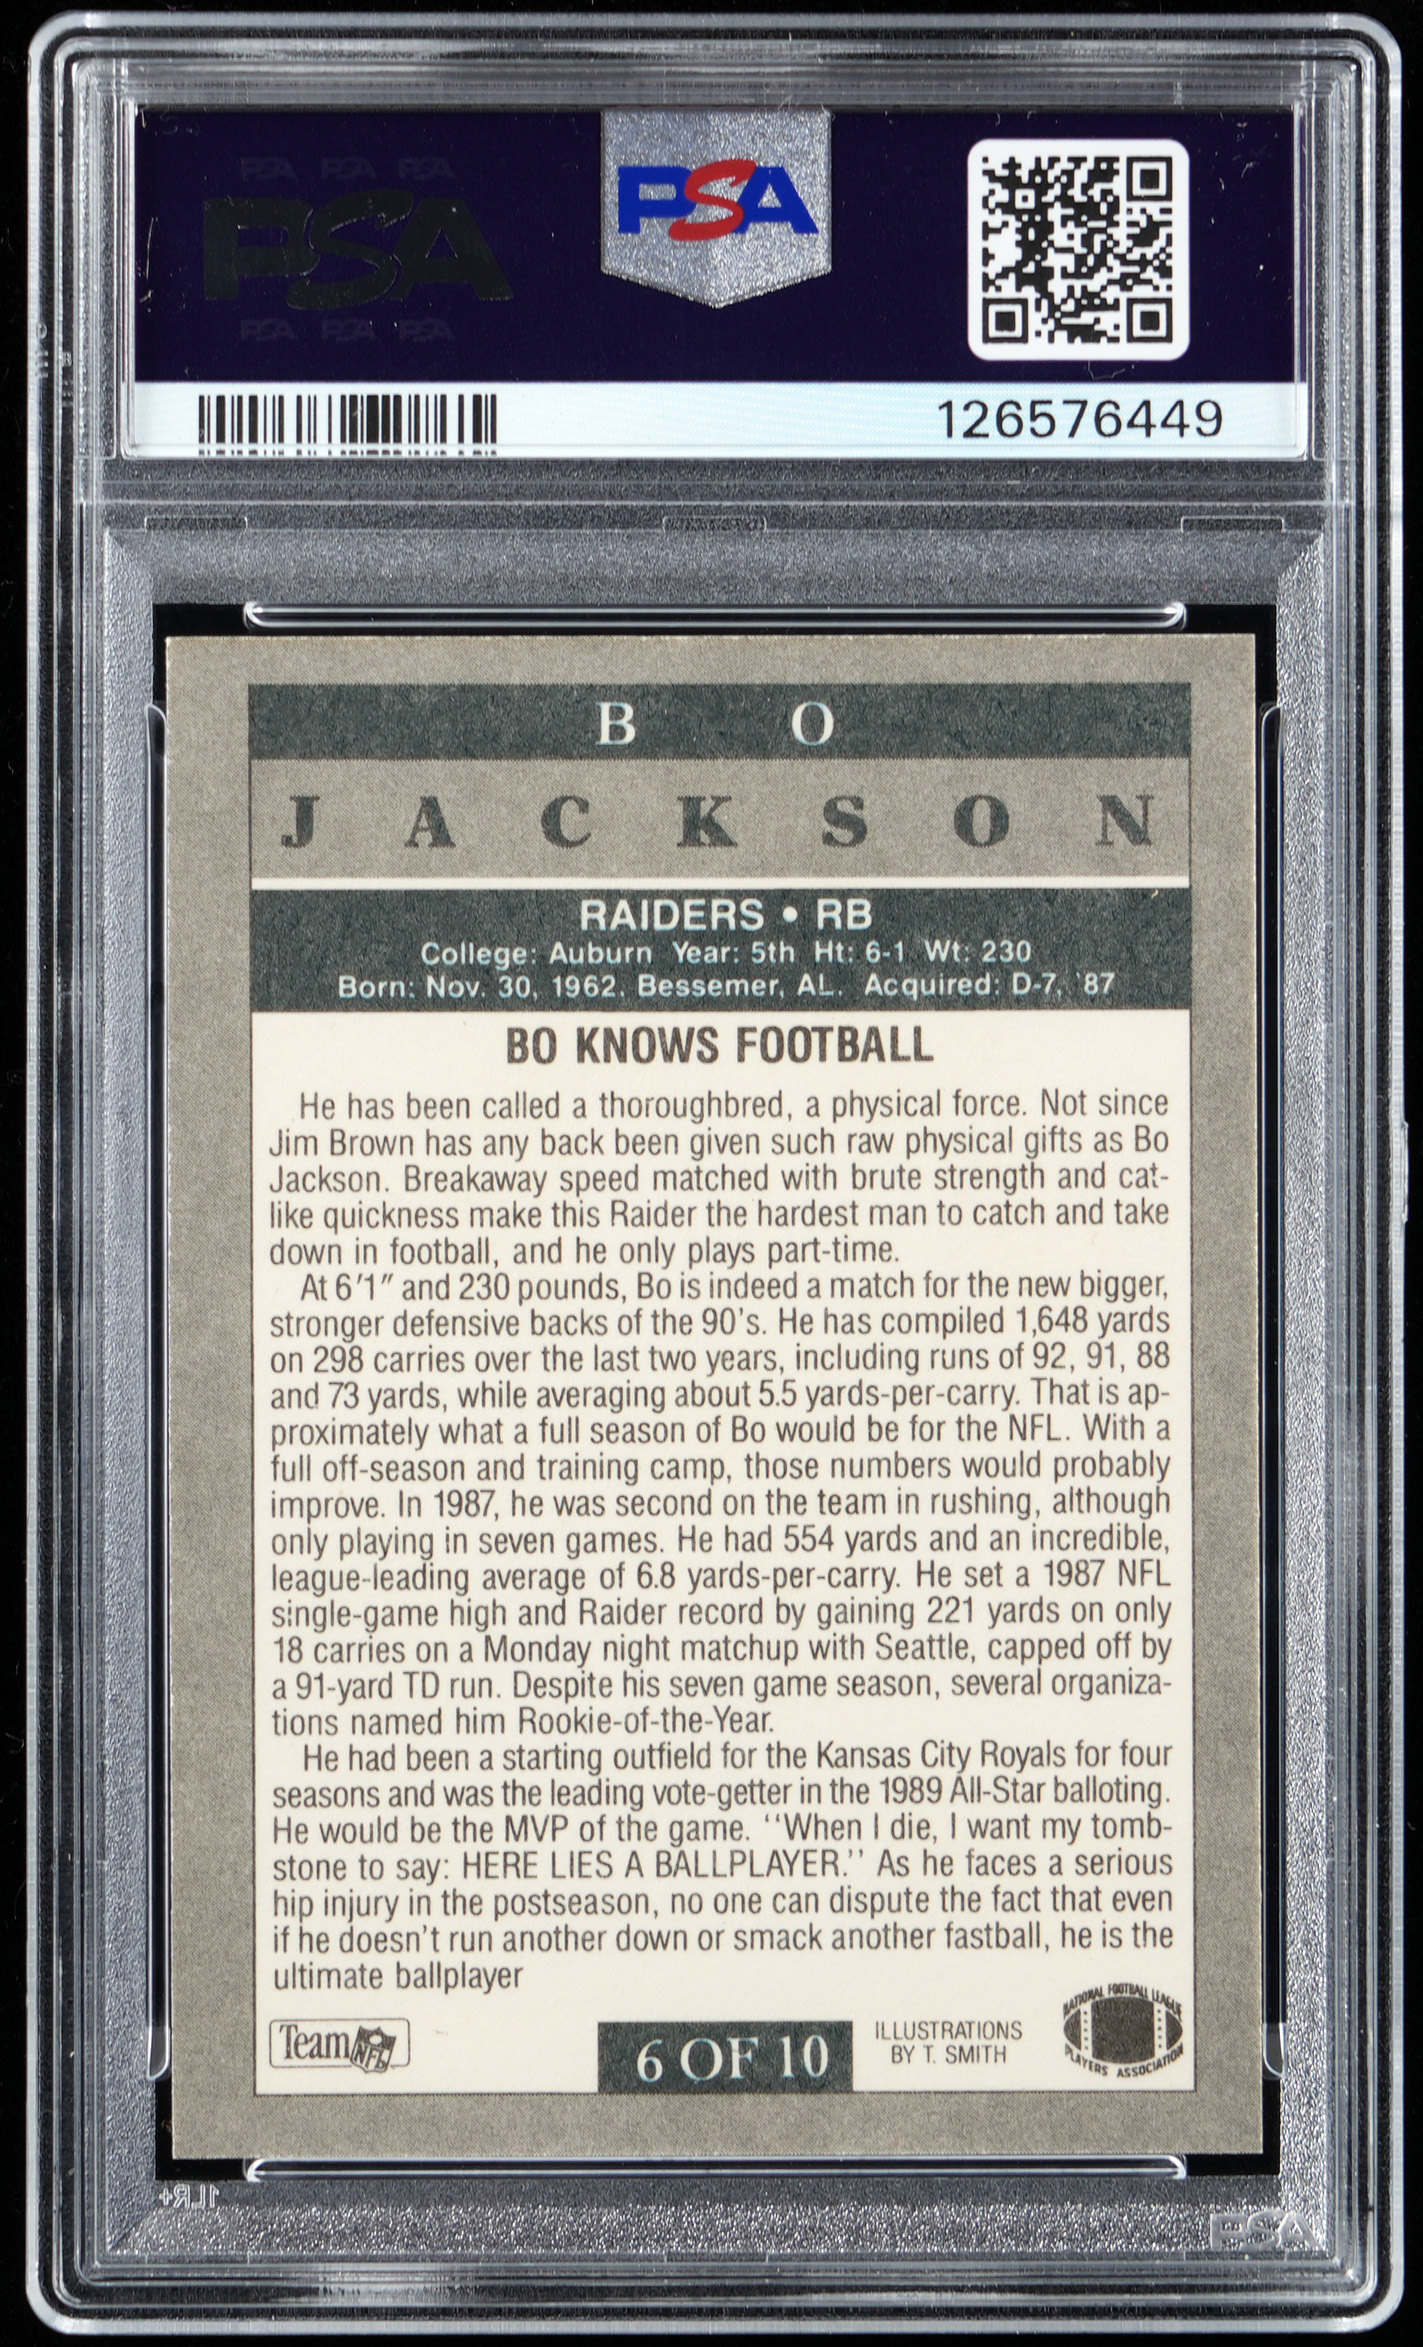 PSA PSA PSA
PSA
PSA
PSA PSA PSA
126576449
B O
JACKSON
RAIDERS • RB
College: Auburn Year: 5th Ht: 6-1 Wt: 230
Born: Nov. 30, 1962. Bessemer, AL. Acquired: D-7, '87
BO KNOWS FOOTBALL
He has been called a thoroughbred, a physical force. Not since
Jim Brown has any back been given such raw physical gifts as Bo
Jackson. Breakaway speed matched with brute strength and cat-
like quickness make this Raider the hardest man to catch and take
down in football, and he only plays part-time.
At 6'1" and 230 pounds, Bo is indeed a match for the new bigger,
stronger defensive backs of the 90's. He has compiled 1,648 yards
on 298 carries over the last two years, including runs of 92, 91, 88
and 73 yards, while averaging about 5.5 yards-per-carry. That is ap-
proximately what a full season of Bo would be for the NFL. With a
full off-season and training camp, those numbers would probably
improve. In 1987, he was second on the team in rushing, although
only playing in seven games. He had 554 yards and an incredible,
league-leading average of 6.8 yards-per-carry. He set a 1987 NFL
single-game high and Raider record by gaining 221 yards on only
18 carries on a Monday night matchup with Seattle, capped off by
a 91-yard TD run. Despite his seven game season, several organiza-
tions named him Rookie-of-the-Year.
He had been a starting outfield for the Kansas City Royals for four
seasons and was the leading vote-getter in the 1989 All-Star balloting.
He would be the MVP of the game. ''When I die, I want my tomb-
stone to say: HERE LIES A BALLPLAYER.'' As he faces a serious
hip injury in the postseason, no one can dispute the fact that even
if he doesn't run another down or smack another fastball, he is the
ultimate ballplayer
Team NFL
6 OF 10
ILLUSTRATIONS
BY T. SMITH
NATIONAL FOOTBALL LEAGUE
PLAYERS ASSOCIATION
1LR+
PSA